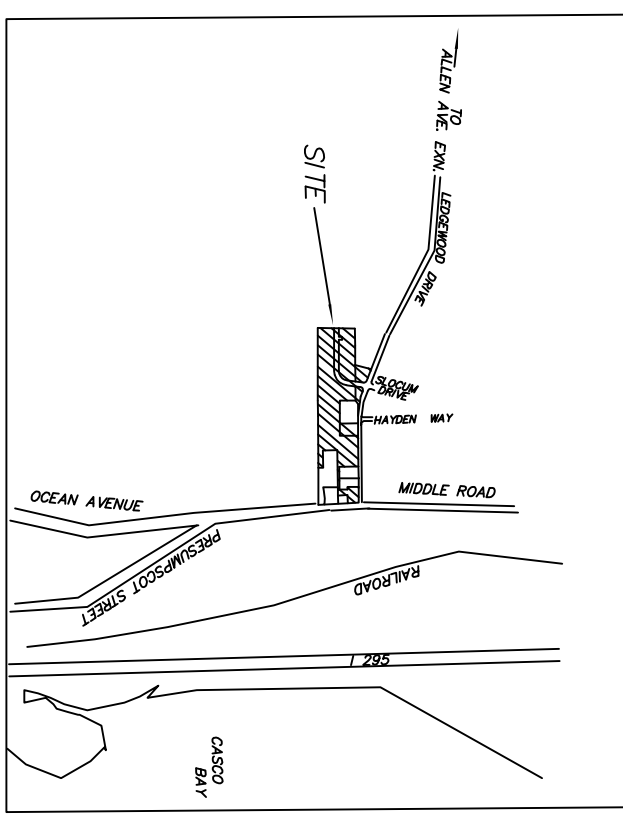 TO
ALLEN AVE. EXN.
LEDGEWOOD DRIVE
SITE
SLOCUM
DRIVE
HAYDEN WAY
MIDDLE ROAD
OCEAN AVENUE
PRESUMPSCOT STREET
RAILROAD
I 295
CASCO
BAY